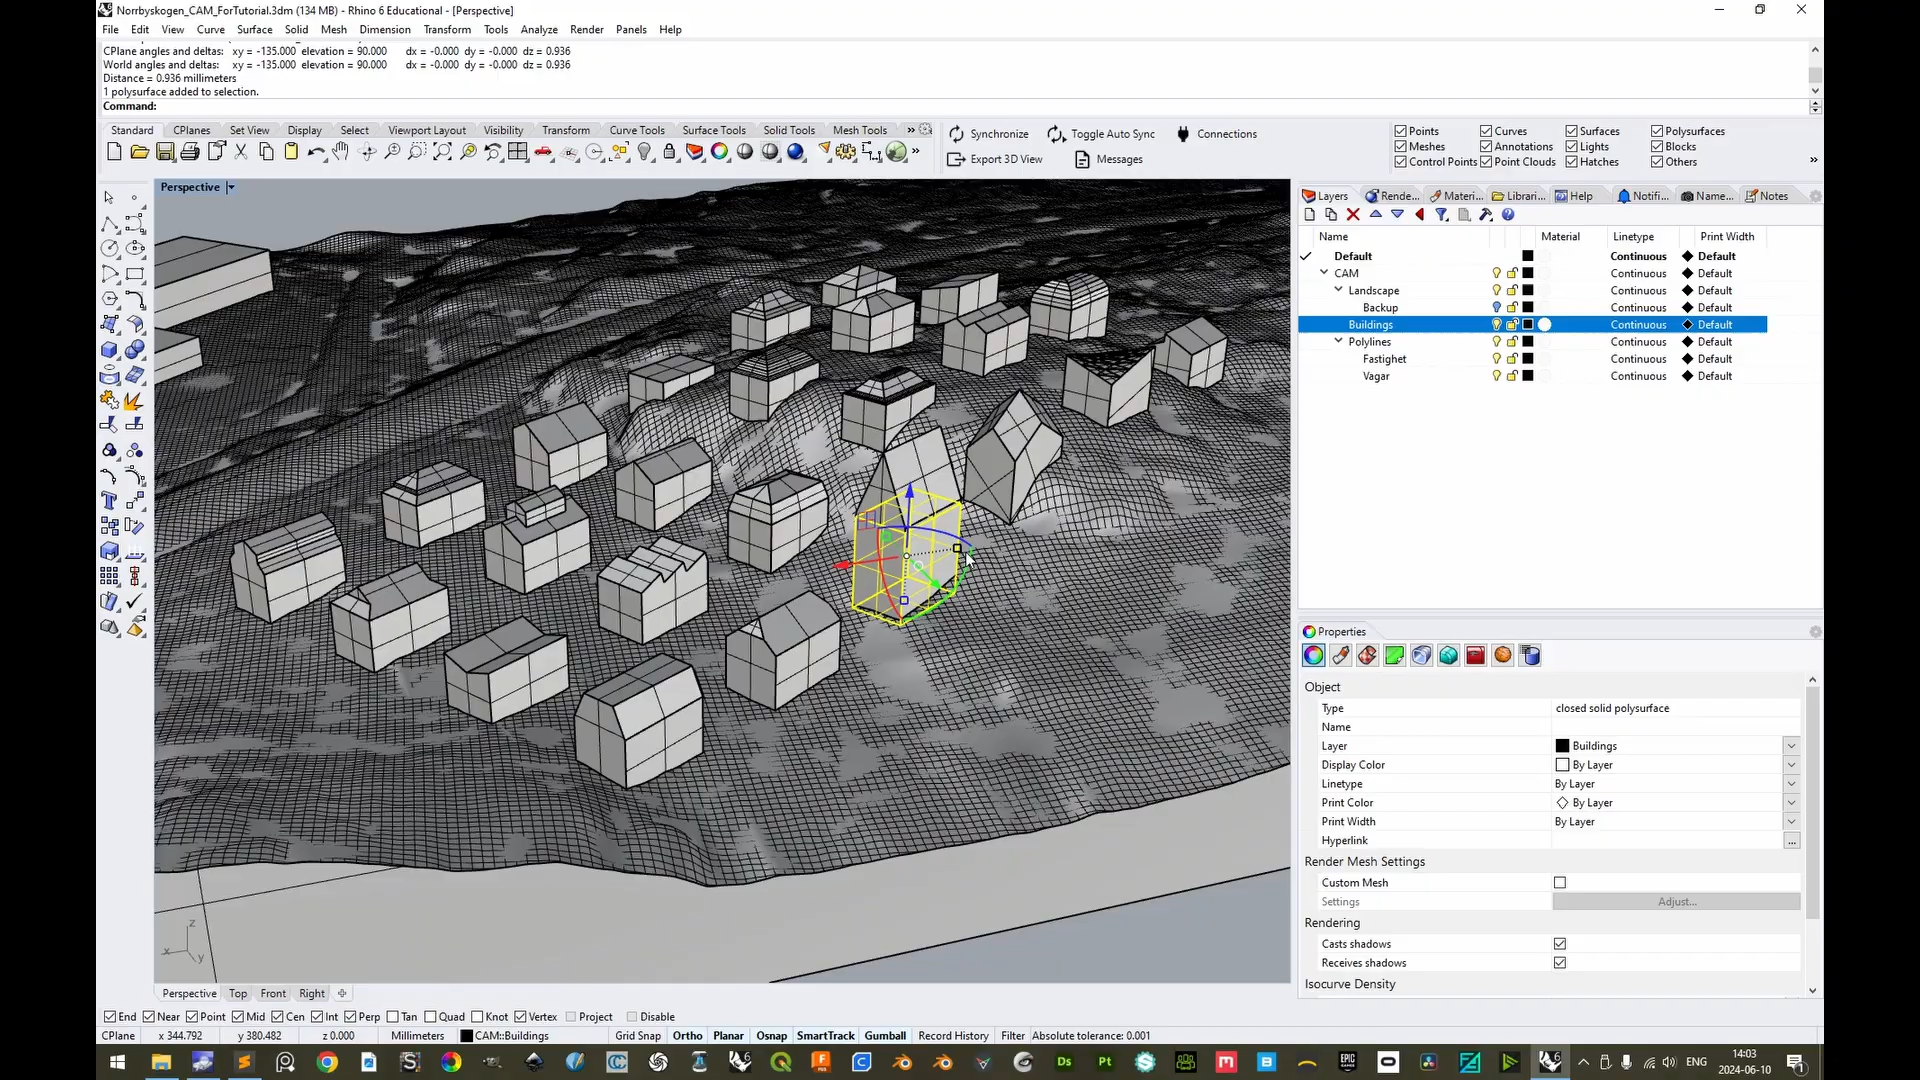 Norrbyskogen_CAM_ForTutorial.3dm (134 MB) - Rhino 6 Educational - [Perspective]
File Edit View Curve Surface Solid Mesh Dimension Transform Tools Analyze Render Panels Help
CPlane angles and deltas: xy = -135.000 elevation = 90.000 dx = -0.000 dy = -0.000 dz = 0.936
World angles and deltas: xy = -135.000 elevation = 90.000 dx = -0.000 dy = -0.000 dz = 0.936
Distance = 0.936 millimeters
1 polysurface added to selection.
Command:
Standard CPlanes Set View Display Select Viewport Layout Visibility Transform Curve Tools Surface Tools Solid Tools Mesh Tools »
Synchronize Toggle Auto Sync Connections
Export 3D View Messages
Points Curves Surfaces Polysurfaces
Meshes Annotations Lights Blocks
Control Points Point Clouds Hatches Others
Perspective
Layers Rende... Materi... Librari... Help Notifi... Name... Notes
Name Material Linetype Print Width
Default Continuous Default
CAM Continuous Default
Landscape Continuous Default
Backup Continuous Default
Buildings Continuous Default
Polylines Continuous Default
Fastighet Continuous Default
Vagar Continuous Default
Properties
Object
Type closed solid polysurface
Name
Layer Buildings
Display Color By Layer
Linetype By Layer
Print Color By Layer
Print Width By Layer
Hyperlink ...
Render Mesh Settings
Custom Mesh
Settings Adjust...
Rendering
Casts shadows
Receives shadows
Isocurve Density
z
x y
Perspective Top Front Right
End Near Point Mid Cen Int Perp Tan Quad Knot Vertex Project Disable
CPlane x 344.792 y 380.482 z 0.000 Millimeters CAM::Buildings Grid Snap Ortho Planar Osnap SmartTrack Gumball Record History Filter Absolute tolerance: 0.001
Ds Pt ENG 14:03
2024-06-10